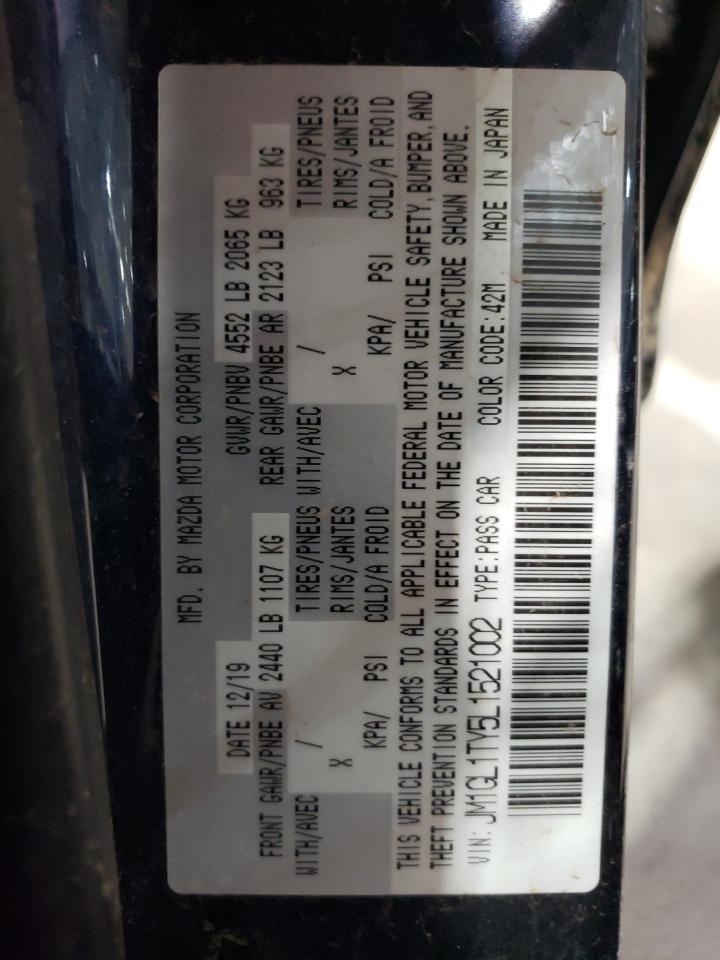 MFD. BY MAZDA MOTOR CORPORATION
DATE 12/19 GVWR/PNBV 4552 LB 2065 KG
FRONT GAWR/PNBE AV 2440 LB 1107 KG REAR GAWR/PNBE AR 2123 LB 963 KG
WITH/AVEC / TIRES/PNEUS WITH/AVEC / TIRES/PNEUS
X RIMS/JANTES X RIMS/JANTES
KPA/ PSI COLD/A FROID KPA/ PSI COLD/A FROID
THIS VEHICLE CONFORMS TO ALL APPLICABLE FEDERAL MOTOR VEHICLE SAFETY, BUMPER, AND
THEFT PREVENTION STANDARDS IN EFFECT ON THE DATE OF MANUFACTURE SHOWN ABOVE.
VIN: JM1GL1TY5L1521002 TYPE:PASS CAR COLOR CODE:42M MADE IN JAPAN